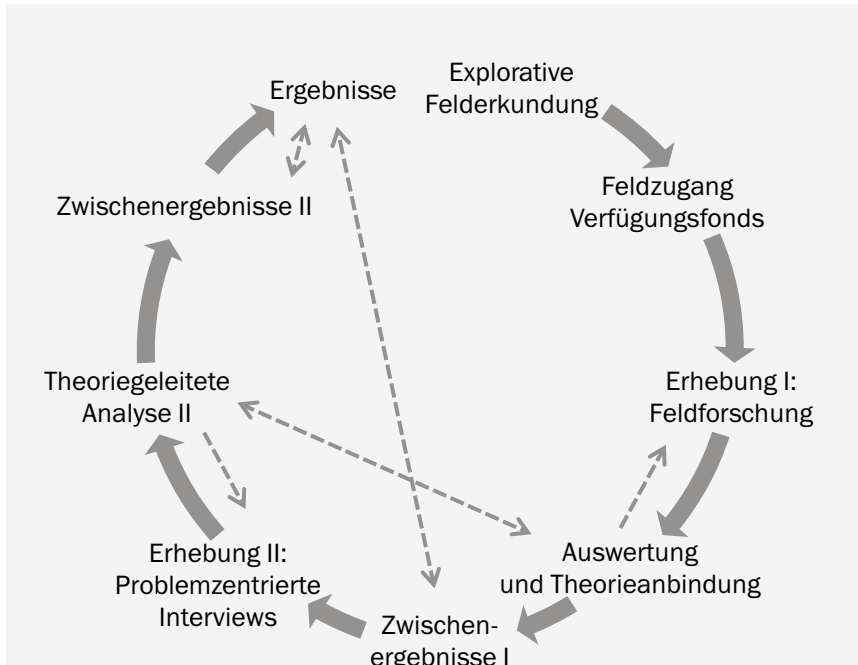 Explorative
Felderkundung
Feldzugang
Verfügungsfonds
Erhebung I:
Feldforschung
Auswertung
und Theorieanbindung
Zwischen-
ergebnisse I
Erhebung II:
Problemzentrierte
Interviews
Theoriegeleitete
Analyse II
Zwischenergebnisse II
Ergebnisse